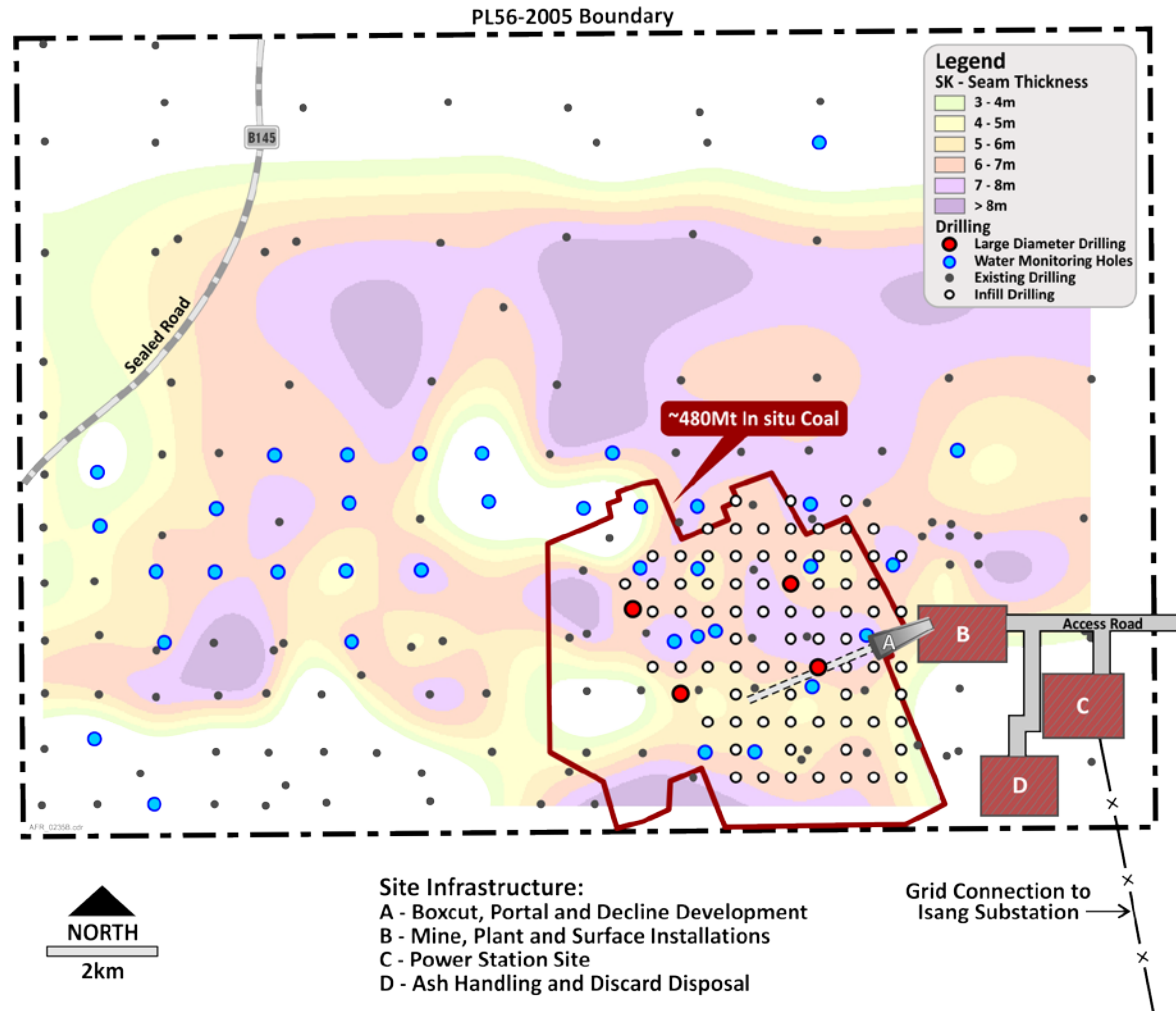 PL56-2005 Boundary
Legend
SK - Seam Thickness
3 - 4m
4 - 5m
5 - 6m
6 - 7m
7 - 8m
> 8m
Drilling
Large Diameter Drilling
Water Monitoring Holes
Existing Drilling
Infill Drilling
B145
Sealed Road
~480Mt In situ Coal
A
B
Access Road
C
D
AFR_0235B.cdr
NORTH
2km
Site Infrastructure:
A - Boxcut, Portal and Decline Development
B - Mine, Plant and Surface Installations
C - Power Station Site
D - Ash Handling and Discard Disposal
Grid Connection to
Isang Substation